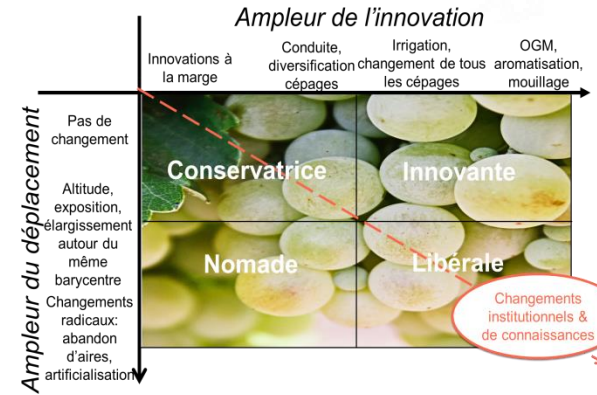 Ampleur de l’innovation
Innovations à
la marge
Conduite,
diversification
cépages
Irrigation,
changement de tous
les cépages
OGM,
aromatisation,
mouillage
Ampleur du déplacement
Pas de
changement
Altitude,
exposition,
élargissement
autour du
même
barycentre
Changements
radicaux:
abandon
d’aires,
artificialisation
Conservatrice
Innovante
Nomade
Libérale
Changements
institutionnels &
de connaissances